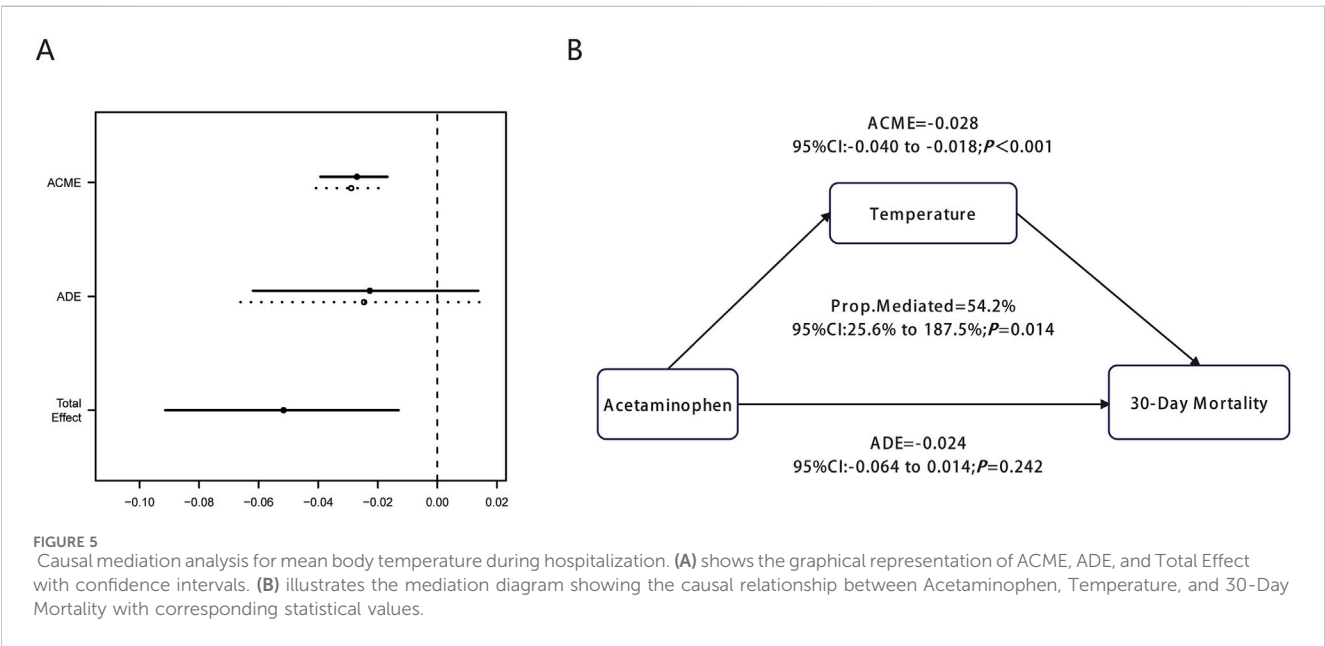 A
B
ACME
ADE
Total
Effect
−0.10 −0.08 −0.06 −0.04 −0.02 0.00 0.02
ACME=-0.028
95%CI:-0.040 to -0.018;P<0.001
Temperature
Prop.Mediated=54.2%
95%CI:25.6% to 187.5%;P=0.014
Acetaminophen
30-Day Mortality
ADE=-0.024
95%CI:-0.064 to 0.014;P=0.242
FIGURE 5
Causal mediation analysis for mean body temperature during hospitalization. (A) shows the graphical representation of ACME, ADE, and Total Effect
with confidence intervals. (B) illustrates the mediation diagram showing the causal relationship between Acetaminophen, Temperature, and 30-Day
Mortality with corresponding statistical values.